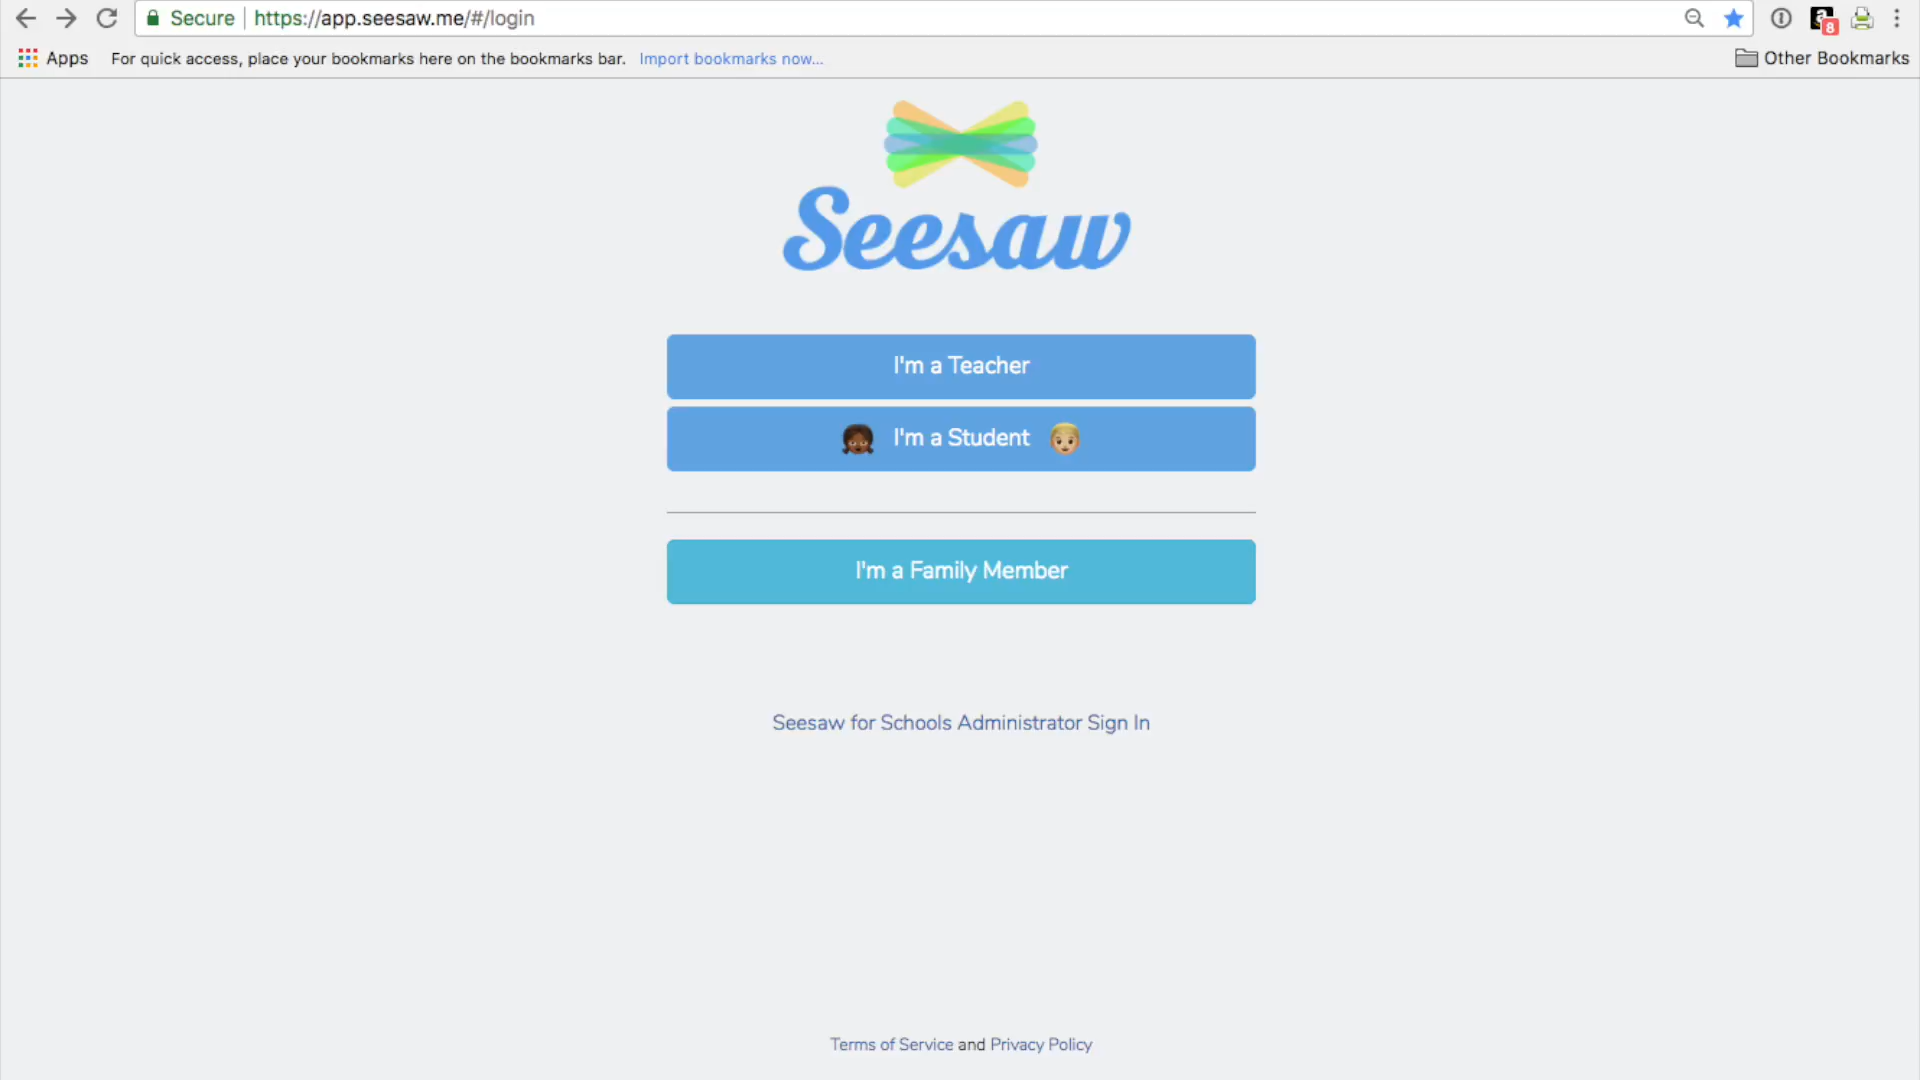 Secure https://app.seesaw.me/#/login
8
Apps For quick access, place your bookmarks here on the bookmarks bar. Import bookmarks now... Other Bookmarks
Seesaw
I'm a Teacher
I'm a Student
I'm a Family Member
Seesaw for Schools Administrator Sign In
Terms of Service and Privacy Policy